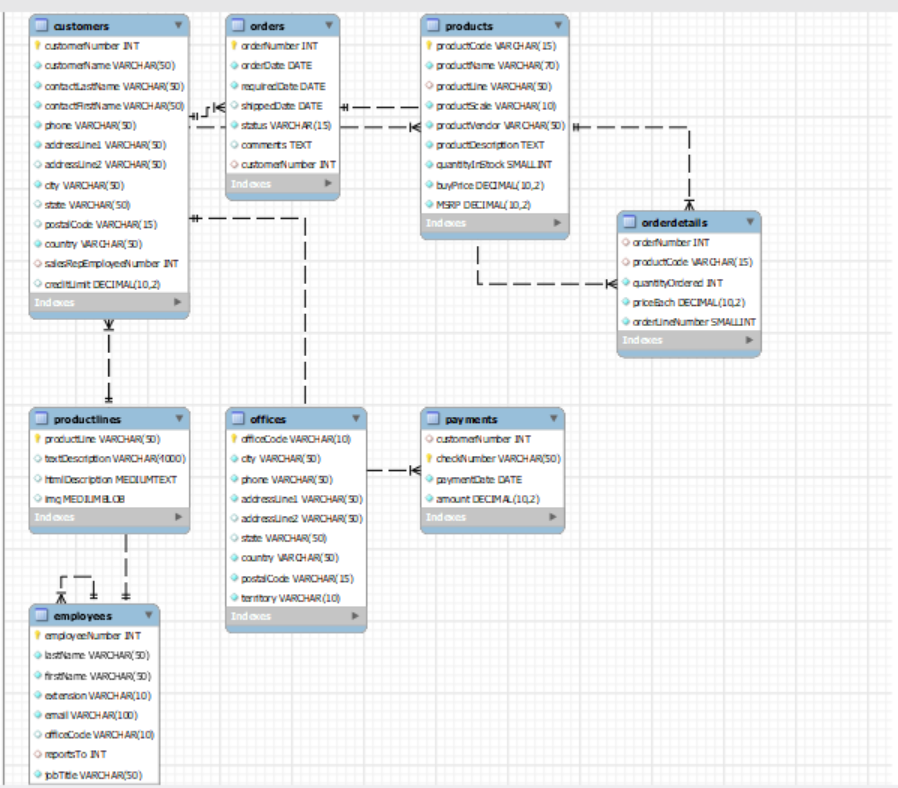 customers
customerNumber INT
customerName VARCHAR(50)
contactLastName VARCHAR(50)
contactFirstName VARCHAR(50)
phone VARCHAR(50)
addressLine1 VARCHAR(50)
addressLine2 VARCHAR(50)
city VARCHAR(50)
state VARCHAR(50)
postalCode VARCHAR(15)
country VARCHAR(50)
salesRepEmployeeNumber INT
creditLimit DECIMAL(10,2)
Indexes
orders
orderNumber INT
orderDate DATE
requiredDate DATE
shippedDate DATE
status VARCHAR(15)
comments TEXT
customerNumber INT
Indexes
products
productCode VARCHAR(15)
productName VARCHAR(70)
productLine VARCHAR(50)
productScale VARCHAR(10)
productVendor VARCHAR(50)
productDescription TEXT
quantityInStock SMALLINT
buyPrice DECIMAL(10,2)
MSRP DECIMAL(10,2)
Indexes
orderdetails
orderNumber INT
productCode VARCHAR(15)
quantityOrdered INT
priceEach DECIMAL(10,2)
orderLineNumber SMALLINT
Indexes
productlines
productLine VARCHAR(50)
textDescription VARCHAR(4000)
htmlDescription MEDIUMTEXT
img MEDIUMBLOB
Indexes
offices
officeCode VARCHAR(10)
city VARCHAR(50)
phone VARCHAR(50)
addressLine1 VARCHAR(50)
addressLine2 VARCHAR(50)
state VARCHAR(50)
country VARCHAR(50)
postalCode VARCHAR(15)
territory VARCHAR(10)
Indexes
payments
customerNumber INT
checkNumber VARCHAR(50)
paymentDate DATE
amount DECIMAL(10,2)
Indexes
employees
employeeNumber INT
lastName VARCHAR(50)
firstName VARCHAR(50)
extension VARCHAR(10)
email VARCHAR(100)
officeCode VARCHAR(10)
reportsTo INT
jobTitle VARCHAR(50)